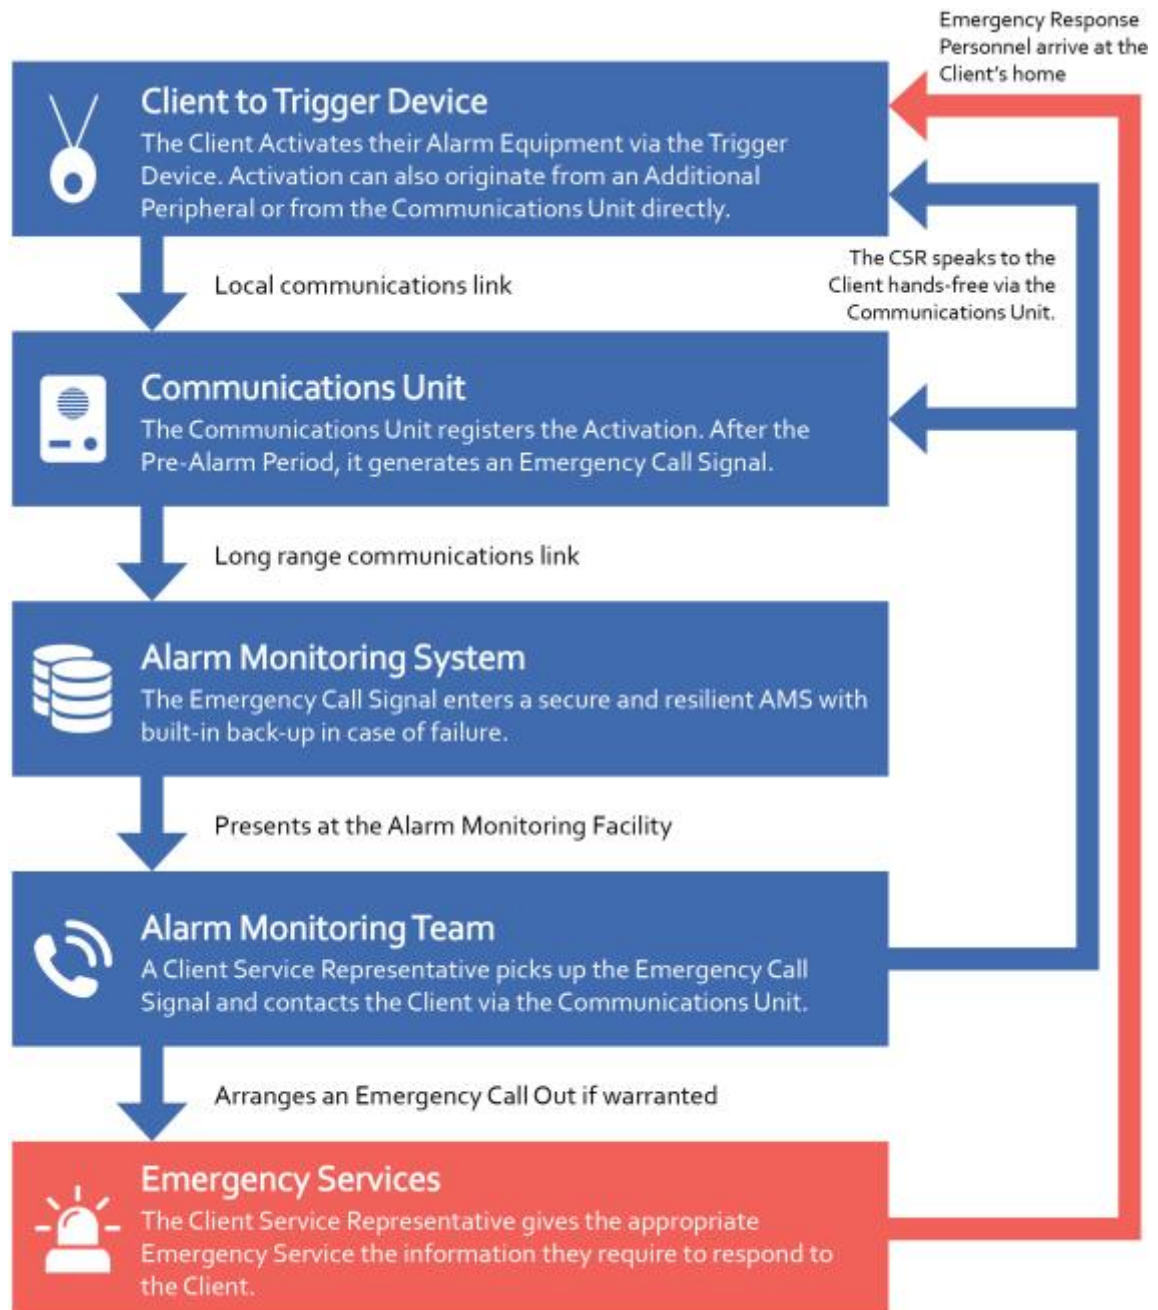 Emergency Response
Personnel arrive at the
Client's home
Client to Trigger Device
The Client Activates their Alarm Equipment via the Trigger
Device. Activation can also originate from an Additional
Peripheral or from the Communications Unit directly.
Local communications link
The CSR speaks to the
Client hands-free via the
Communications Unit.
Communications Unit
The Communications Unit registers the Activation. After the
Pre-Alarm Period, it generates an Emergency Call Signal.
Long range communications link
Alarm Monitoring System
The Emergency Call Signal enters a secure and resilient AMS with
built-in back-up in case of failure.
Presents at the Alarm Monitoring Facility
Alarm Monitoring Team
A Client Service Representative picks up the Emergency Call
Signal and contacts the Client via the Communications Unit.
Arranges an Emergency Call Out if warranted
Emergency Services
The Client Service Representative gives the appropriate
Emergency Service the information they require to respond to
the Client.